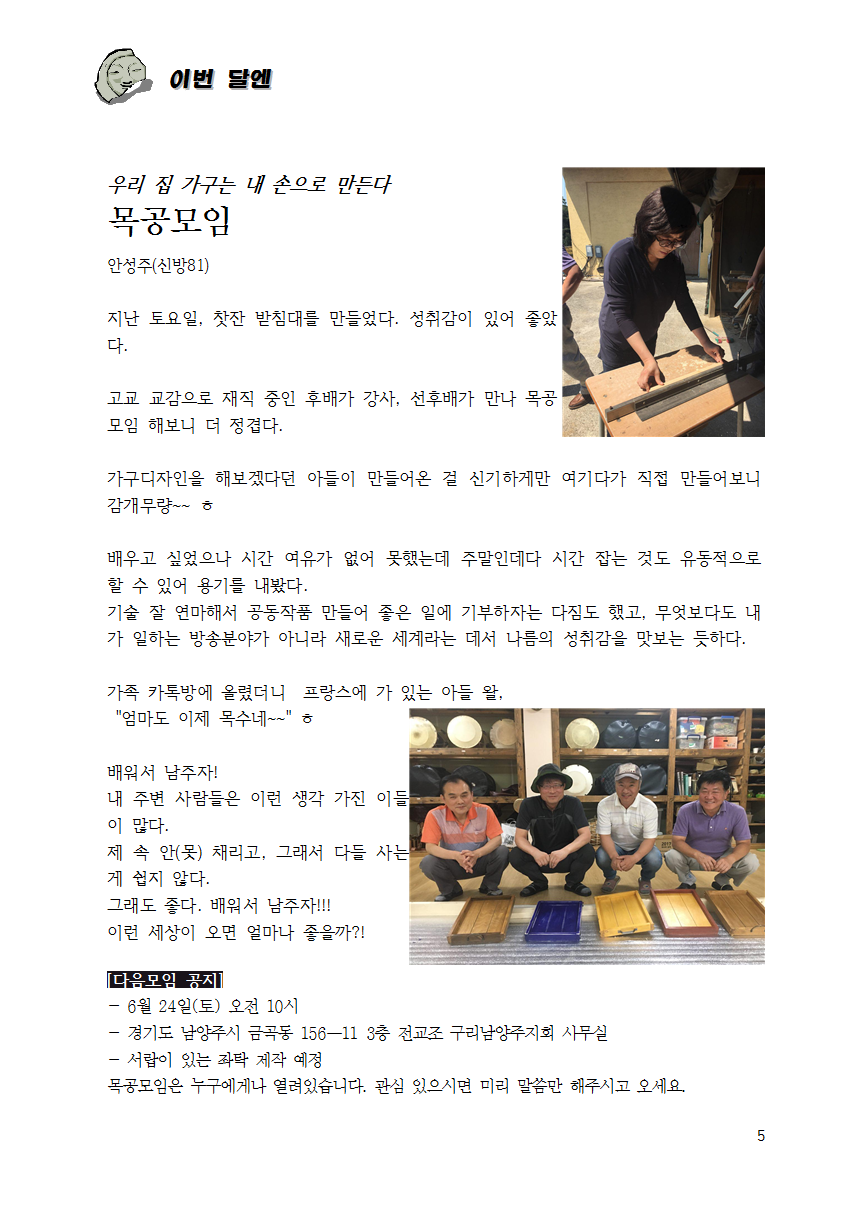 이번 달엔
우리 집 가구는 내 손으로 만든다
목공모임
안성주(신방81)
지난 토요일, 찻잔 받침대를 만들었다. 성취감이 있어 좋았
다.
고교 교감으로 재직 중인 후배가 강사, 선후배가 만나 목공
모임 해보니 더 정겹다.
가구디자인을 해보겠다던 아들이 만들어온 걸 신기하게만 여기다가 직접 만들어보니
감개무량~~ ㅎ
배우고 싶었으나 시간 여유가 없어 못했는데 주말인데다 시간 잡는 것도 유동적으로
할 수 있어 용기를 내봤다.
기술 잘 연마해서 공동작품 만들어 좋은 일에 기부하자는 다짐도 했고, 무엇보다도 내
가 일하는 방송분야가 아니라 새로운 세계라는 데서 나름의 성취감을 맛보는 듯하다.
가족 카톡방에 올렸더니 프랑스에 가 있는 아들 왈,
"엄마도 이제 목수네~~" ㅎ
배워서 남주자!
내 주변 사람들은 이런 생각 가진 이들
이 많다.
제 속 안(못) 채리고, 그래서 다들 사는
게 쉽지 않다.
그래도 좋다. 배워서 남주자!!!
이런 세상이 오면 얼마나 좋을까?!
[다음모임 공지]
- 6월 24일(토) 오전 10시
- 경기도 남양주시 금곡동 156-11 3층 전교조 구리남양주지회 사무실
- 서랍이 있는 좌탁 제작 예정
목공모임은 누구에게나 열려있습니다. 관심 있으시면 미리 말씀만 해주시고 오세요.
5